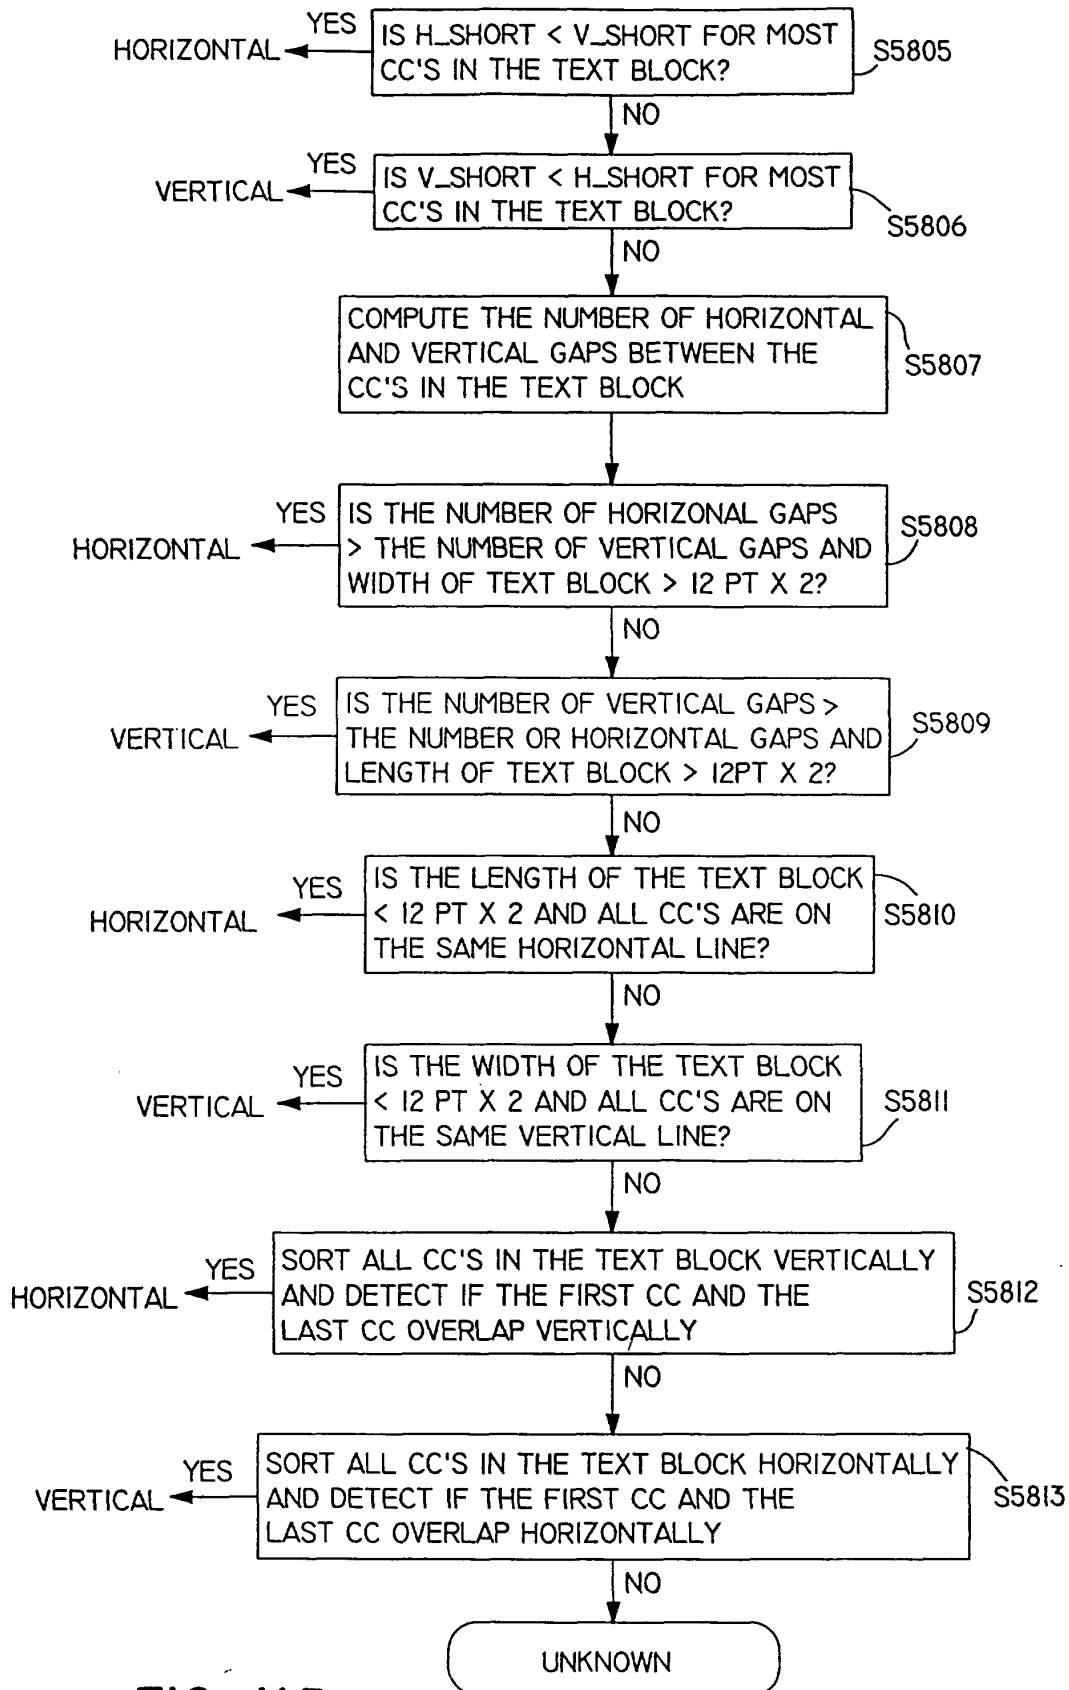 YES
IS H_SHORT < V_SHORT FOR MOST
HORIZONTAL
CC'S IN THE TEXT BLOCK?
S5805
NO
YES
IS V_SHORT < H_SHORT FOR MOST
VERTICAL
CC'S IN THE TEXT BLOCK?
S5806
NO
COMPUTE THE NUMBER OF HORIZONTAL
AND VERTICAL GAPS BETWEEN THE
CC'S IN THE TEXT BLOCK
S5807
YES
IS THE NUMBER OF HORIZONAL GAPS
> THE NUMBER OF VERTICAL GAPS AND
WIDTH OF TEXT BLOCK > 12 PT X 2?
HORIZONTAL
S5808
NO
YES
IS THE NUMBER OF VERTICAL GAPS >
THE NUMBER OR HORIZONTAL GAPS AND
LENGTH OF TEXT BLOCK > 12PT X 2?
VERTICAL
S5809
NO
YES
IS THE LENGTH OF THE TEXT BLOCK
< 12 PT X 2 AND ALL CC'S ARE ON
THE SAME HORIZONTAL LINE?
HORIZONTAL
S5810
NO
YES
IS THE WIDTH OF THE TEXT BLOCK
< 12 PT X 2 AND ALL CC'S ARE ON
THE SAME VERTICAL LINE?
VERTICAL
S5811
NO
YES
SORT ALL CC'S IN THE TEXT BLOCK VERTICALLY
AND DETECT IF THE FIRST CC AND THE
LAST CC OVERLAP VERTICALLY
HORIZONTAL
S5812
NO
YES
SORT ALL CC'S IN THE TEXT BLOCK HORIZONTALLY
AND DETECT IF THE FIRST CC AND THE
LAST CC OVERLAP HORIZONTALLY
VERTICAL
S5813
NO
UNKNOWN